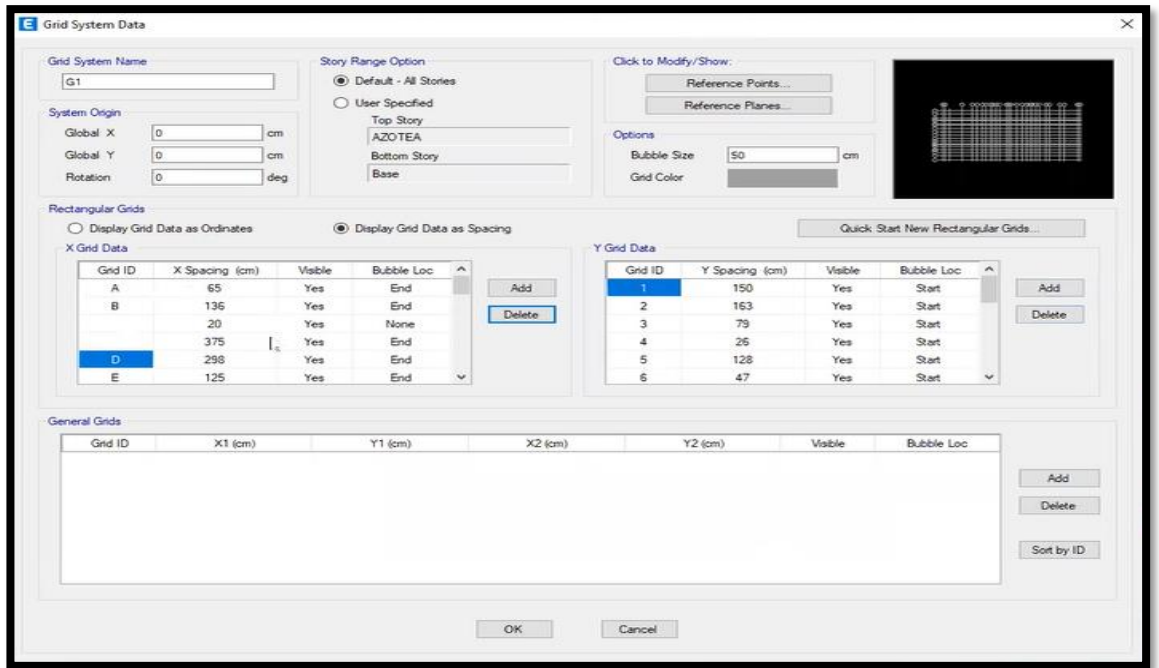 E Grid System Data
Grid System Name
G1
System Origin
Global X 0 cm
Global Y 0 cm
Rotation 0 deg
Story Range Option
Default - All Stories
User Specified
Top Story
AZOTEA
Bottom Story
Base
Click to Modify/Show:
Reference Points...
Reference Planes...
Options
Bubble Size 50 cm
Grid Color
Rectangular Grids
Display Grid Data as Ordinates
Display Grid Data as Spacing
Quick Start New Rectangular Grids...
X Grid Data
Grid ID X Spacing (cm) Visible Bubble Loc
A 65 Yes End
B 136 Yes End
20 Yes None
375 Yes End
D 298 Yes End
E 125 Yes End
Add
Delete
Y Grid Data
Grid ID Y Spacing (cm) Visible Bubble Loc
1 150 Yes Start
2 163 Yes Start
3 79 Yes Start
4 26 Yes Start
5 128 Yes Start
6 47 Yes Start
Add
Delete
General Grids
Grid ID X1 (cm) Y1 (cm) X2 (cm) Y2 (cm) Visible Bubble Loc
Add
Delete
Sort by ID
OK Cancel